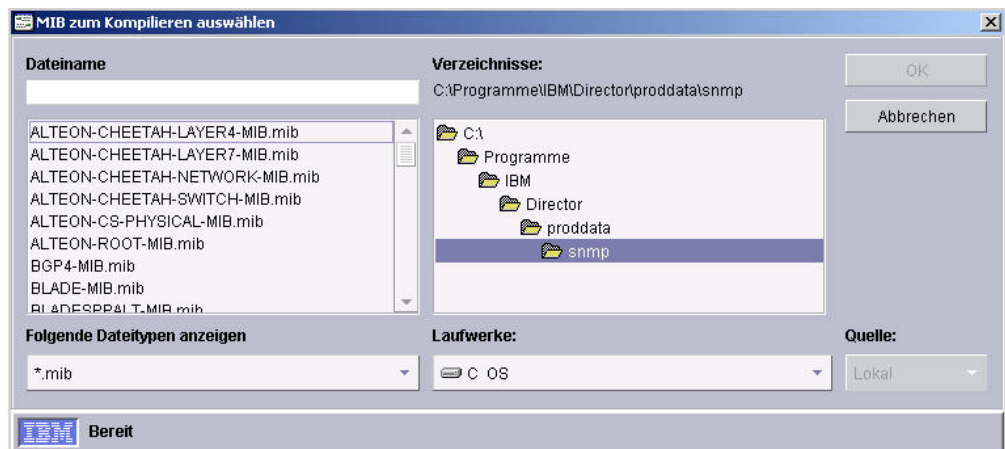 MIB zum Kompilieren auswählen
Dateiname
Verzeichnisse:
C:\Programme\IBM\Director\proddata\snmp
OK
Abbrechen
ALTEON-CHEETAH-LAYER4-MIB.mib
ALTEON-CHEETAH-LAYER7-MIB.mib
ALTEON-CHEETAH-NETWORK-MIB.mib
ALTEON-CHEETAH-SWITCH-MIB.mib
ALTEON-CS-PHYSICAL-MIB.mib
ALTEON-ROOT-MIB.mib
BGP4-MIB.mib
BLADE-MIB.mib
BLADESPPALT-MIB.mib
C:\
Programme
IBM
Director
proddata
snmp
Folgende Dateitypen anzeigen
*.mib
Laufwerke:
C OS
Quelle:
Lokal
IBM
Bereit